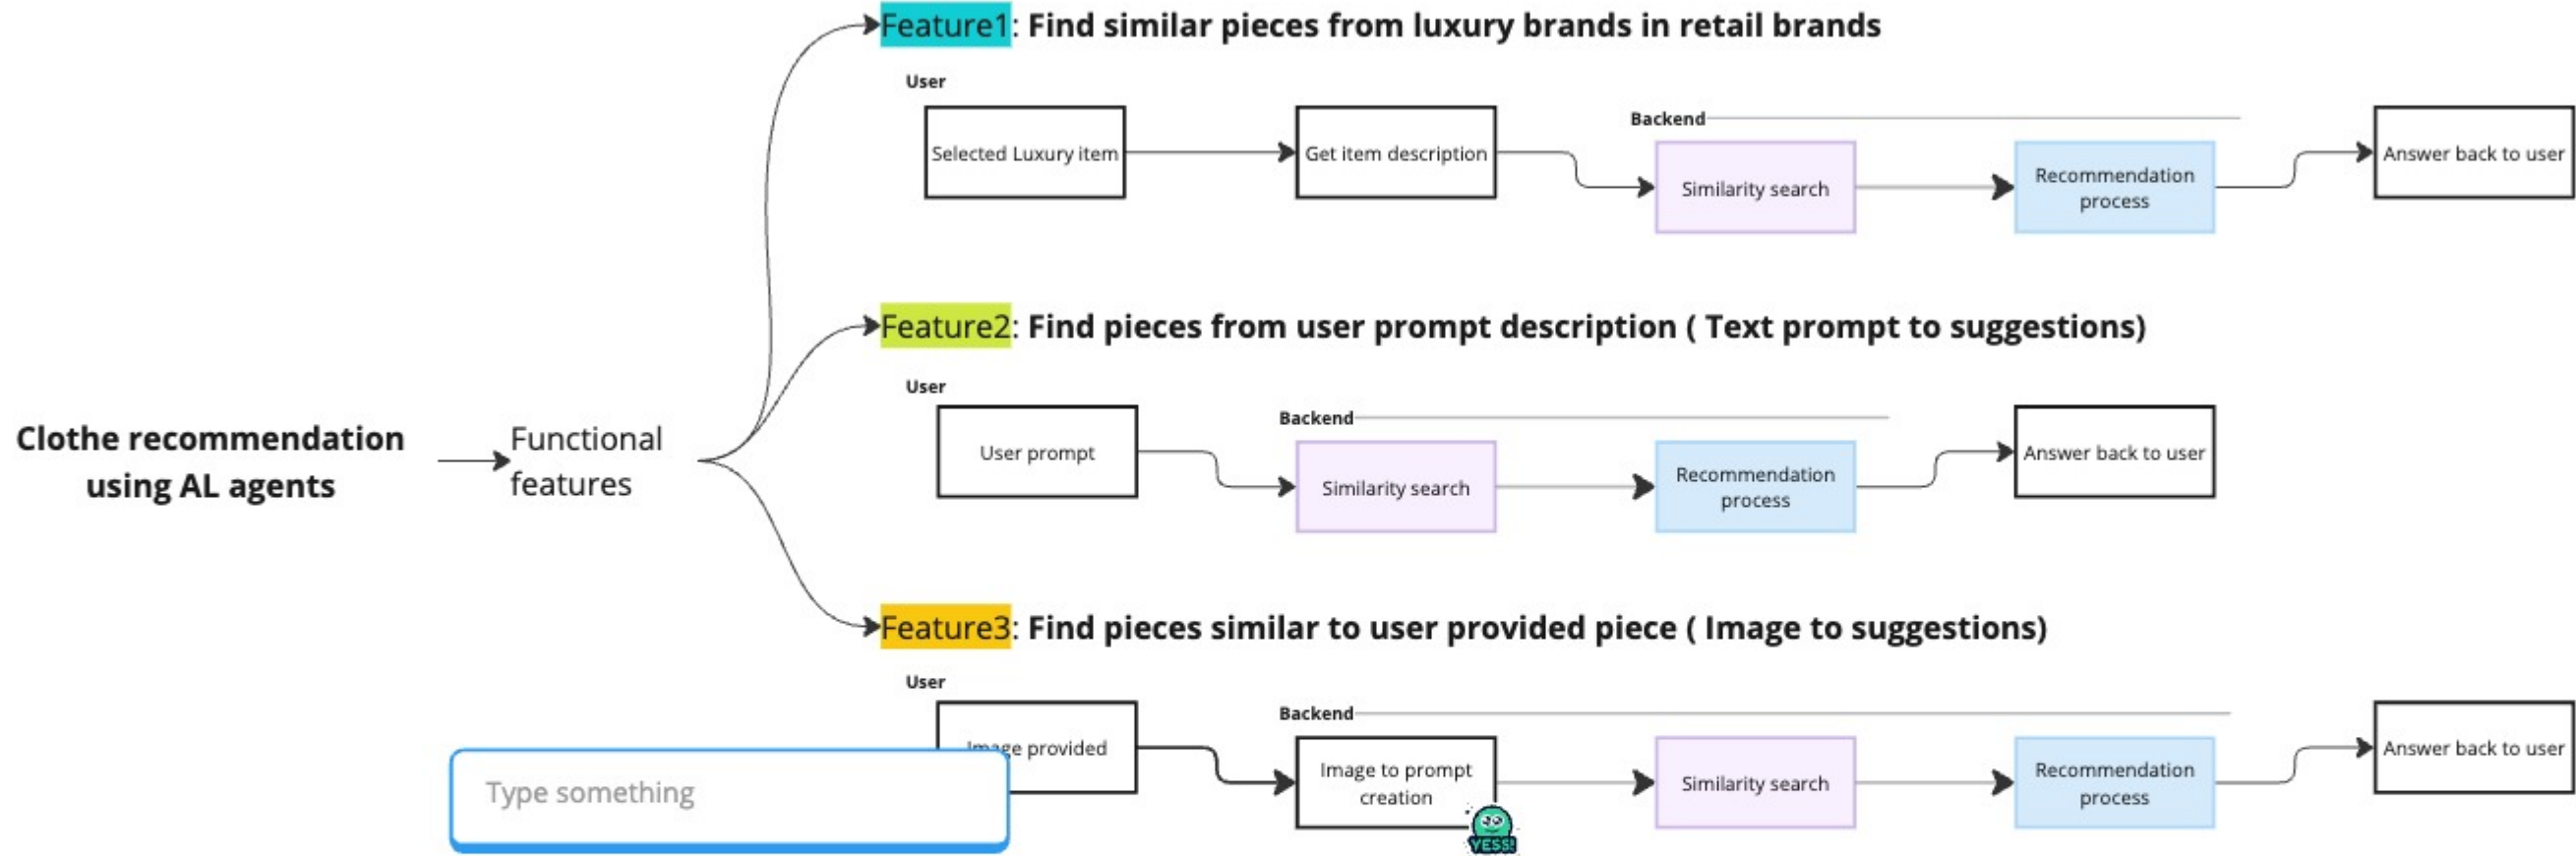 Feature1: Find similar pieces from luxury brands in retail brands
User
Selected Luxury item
Get item description
Backend
Similarity search
Recommendation
process
Answer back to user
Feature2: Find pieces from user prompt description ( Text prompt to suggestions)
User
User prompt
Backend
Similarity search
Recommendation
process
Answer back to user
Clothe recommendation
using AL agents
Functional
features
Feature3: Find pieces similar to user provided piece ( Image to suggestions)
User
Image provided
Backend
Image to prompt
creation
Similarity search
Recommendation
process
Answer back to user
Type something
YESS!